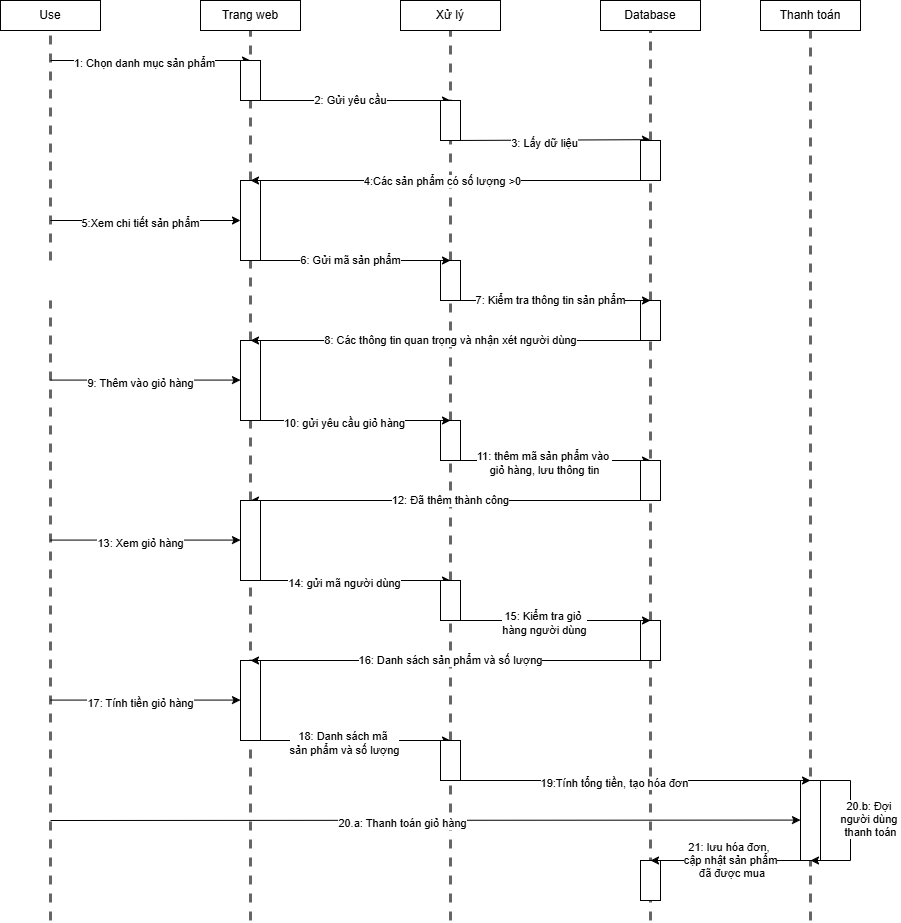 Use
Trang web
Xử lý
Database
Thanh toán
1: Chọn danh mục sản phẩm
2: Gửi yêu cầu
3: Lấy dữ liệu
4:Các sản phẩm có số lượng >0
5:Xem chi tiết sản phẩm
6: Gửi mã sản phẩm
7: Kiểm tra thông tin sản phẩm
8: Các thông tin quan trọng và nhận xét người dùng
9: Thêm vào giỏ hàng
10: gửi yêu cầu giỏ hàng
11: thêm mã sản phẩm vào
giỏ hàng, lưu thông tin
12: Đã thêm thành công
13: Xem giỏ hàng
14: gửi mã người dùng
15: Kiểm tra giỏ
hàng người dùng
16: Danh sách sản phẩm và số lượng
17: Tính tiền giỏ hàng
18: Danh sách mã
sản phẩm và số lượng
19:Tính tổng tiền, tạo hóa đơn
20.a: Thanh toán giỏ hàng
20.b: Đợi
người dùng
thanh toán
21: lưu hóa đơn,
cập nhật sản phẩm
đã được mua